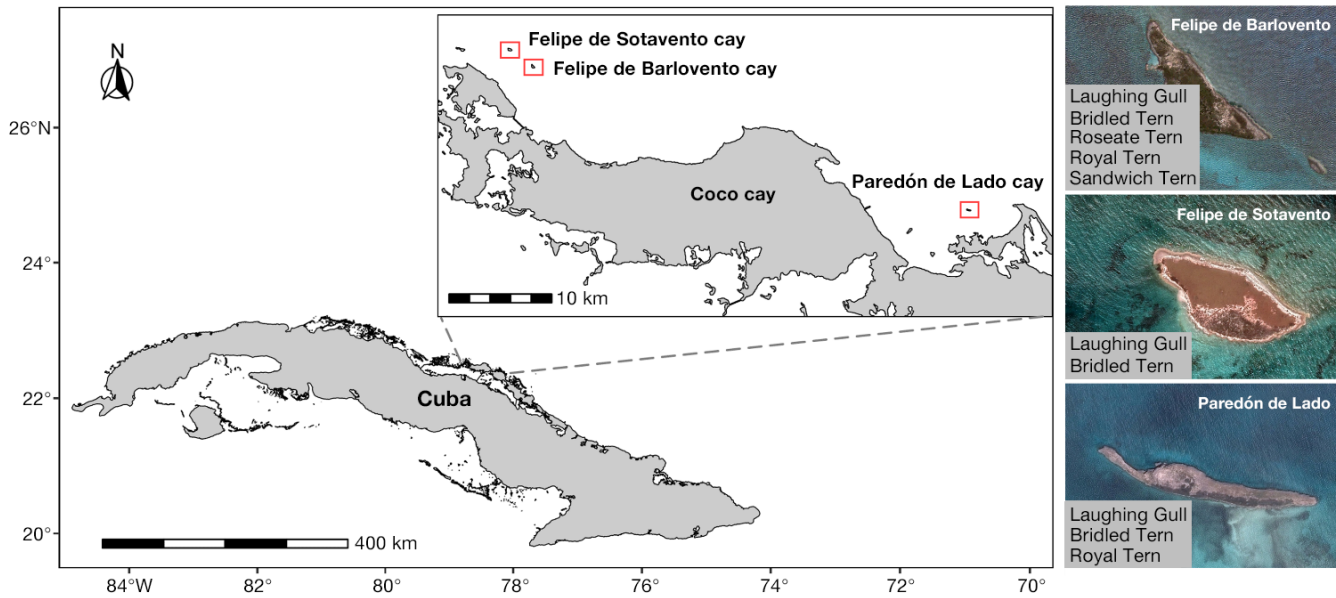 N
26°N
24°
22°
20°
84°W
82°
80°
78°
76°
74°
72°
70°
400 km
Cuba
Felipe de Sotavento cay
Felipe de Barlovento cay
Paredón de Lado cay
Coco cay
10 km
Felipe de Barlovento
Laughing Gull
Bridled Tern
Roseate Tern
Royal Tern
Sandwich Tern
Felipe de Sotavento
Laughing Gull
Bridled Tern
Paredón de Lado
Laughing Gull
Bridled Tern
Royal Tern